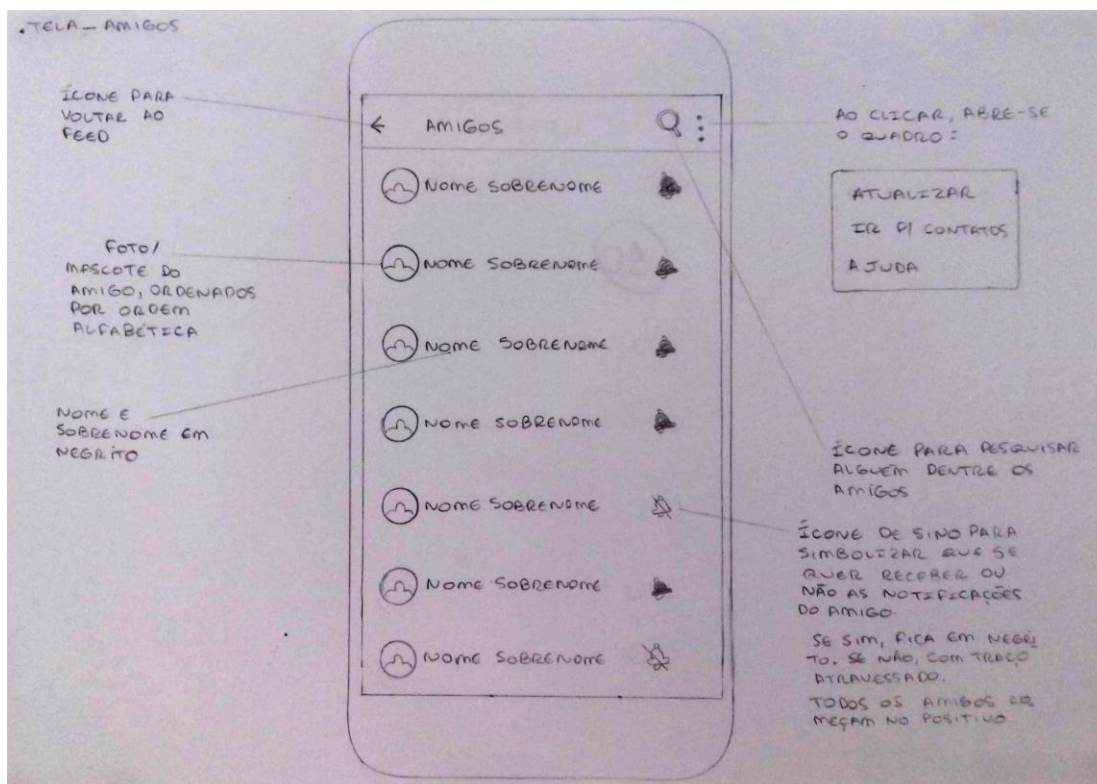 .TELA_AMIGOS
ÍCONE PARA
VOLTAR AO
FEED
FOTO/
MASCOTE DO
AMIGO, ORDENADOS
POR ORDEM
ALFABÉTICA
NOME E
SOBRENOME EM
NEGRITO
AMIGOS
NOME SOBRENOME
NOME SOBRENOME
NOME SOBRENOME
NOME SOBRENOME
NOME SOBRENOME
NOME SOBRENOME
NOME SOBRENOME
AO CLICAR, ABRE-SE
O QUADRO:
ATUALIZAR
IR P/ CONTATOS
AJUDA
ÍCONE PARA PESQUISAR
ALGUÉM DENTRE OS
AMIGOS
ÍCONE DE SINO PARA
SIMBOLIZAR QUE SE
QUER RECEBER OU
NÃO AS NOTIFICAÇÕES
DO AMIGO
SE SIM, FICA EM NEGRI
TO. SE NÃO, COM TRAÇO
ATRAVESSADO.
TODOS OS AMIGOS CO
MEÇAM NO POSITIVO